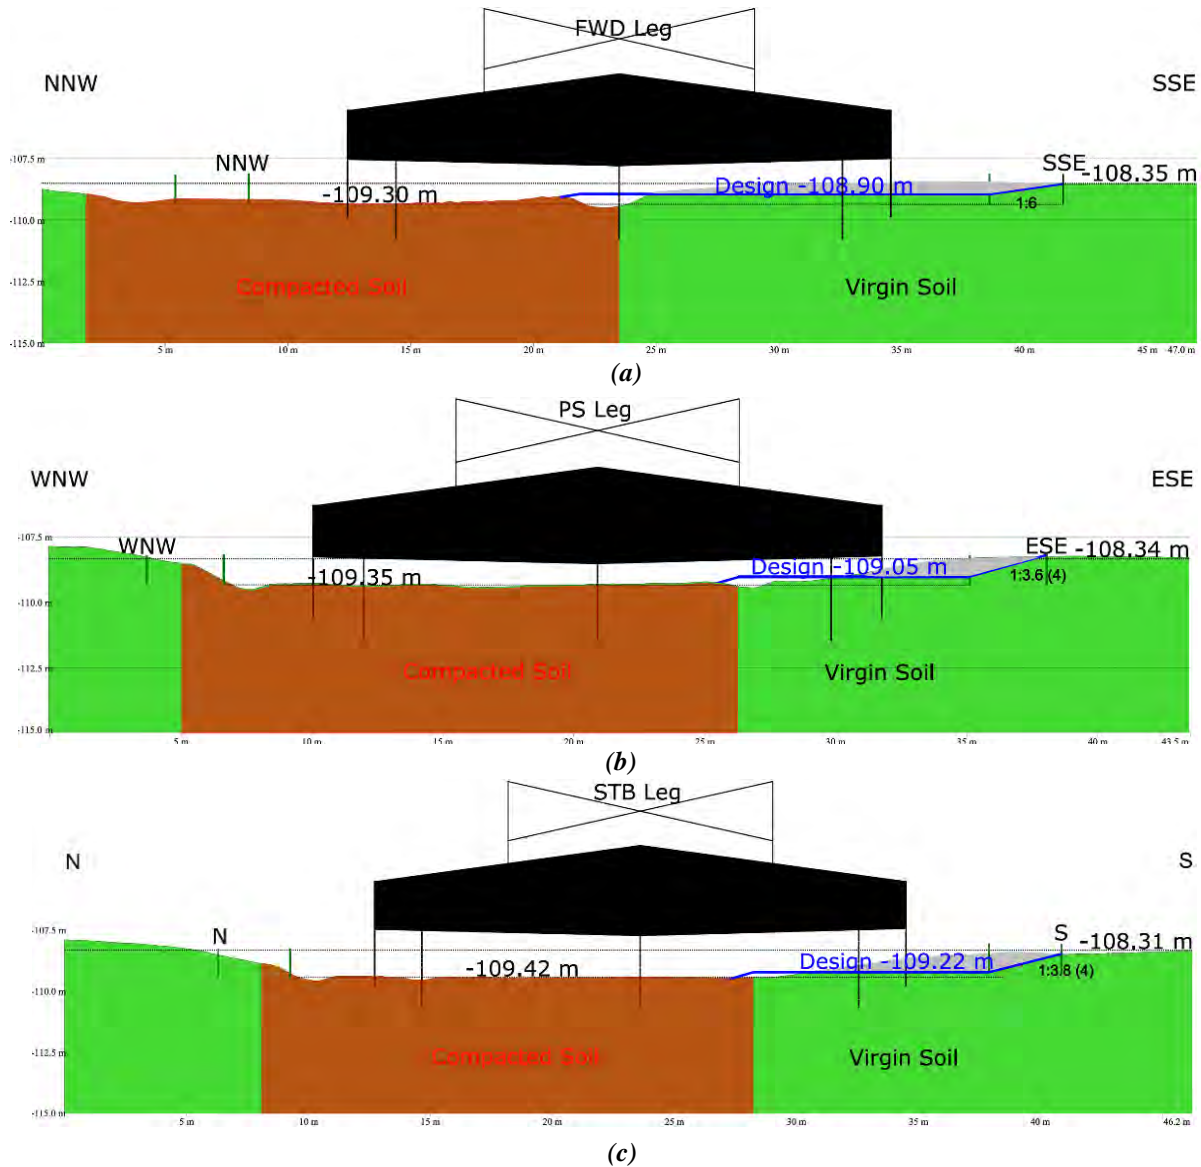 FWD Leg
NNW SSE
-107.5 m
NNW SSE -108.35 m
-109.30 m Design -108.90 m
1:6
-110.0 m
-112.5 m
Compacted Soil Virgin Soil
-115.0 m
5 m 10 m 15 m 20 m 25 m 30 m 35 m 40 m 45 m -47.0 m
(a)
PS Leg
WNW ESE
-107.5 m
WNW ESE -108.34 m
-109.35 m Design -109.05 m
1:3.6 (4)
-110.0 m
-112.5 m
Compacted Soil Virgin Soil
-115.0 m
5 m 10 m 15 m 20 m 25 m 30 m 35 m 40 m 43.5 m
(b)
STB Leg
N S
-107.5 m
N S -108.31 m
-109.42 m Design -109.22 m
1:3.8 (4)
-110.0 m
-112.5 m
Compacted Soil Virgin Soil
-115.0 m
5 m 10 m 15 m 20 m 25 m 30 m 35 m 40 m 46.2 m
(c)